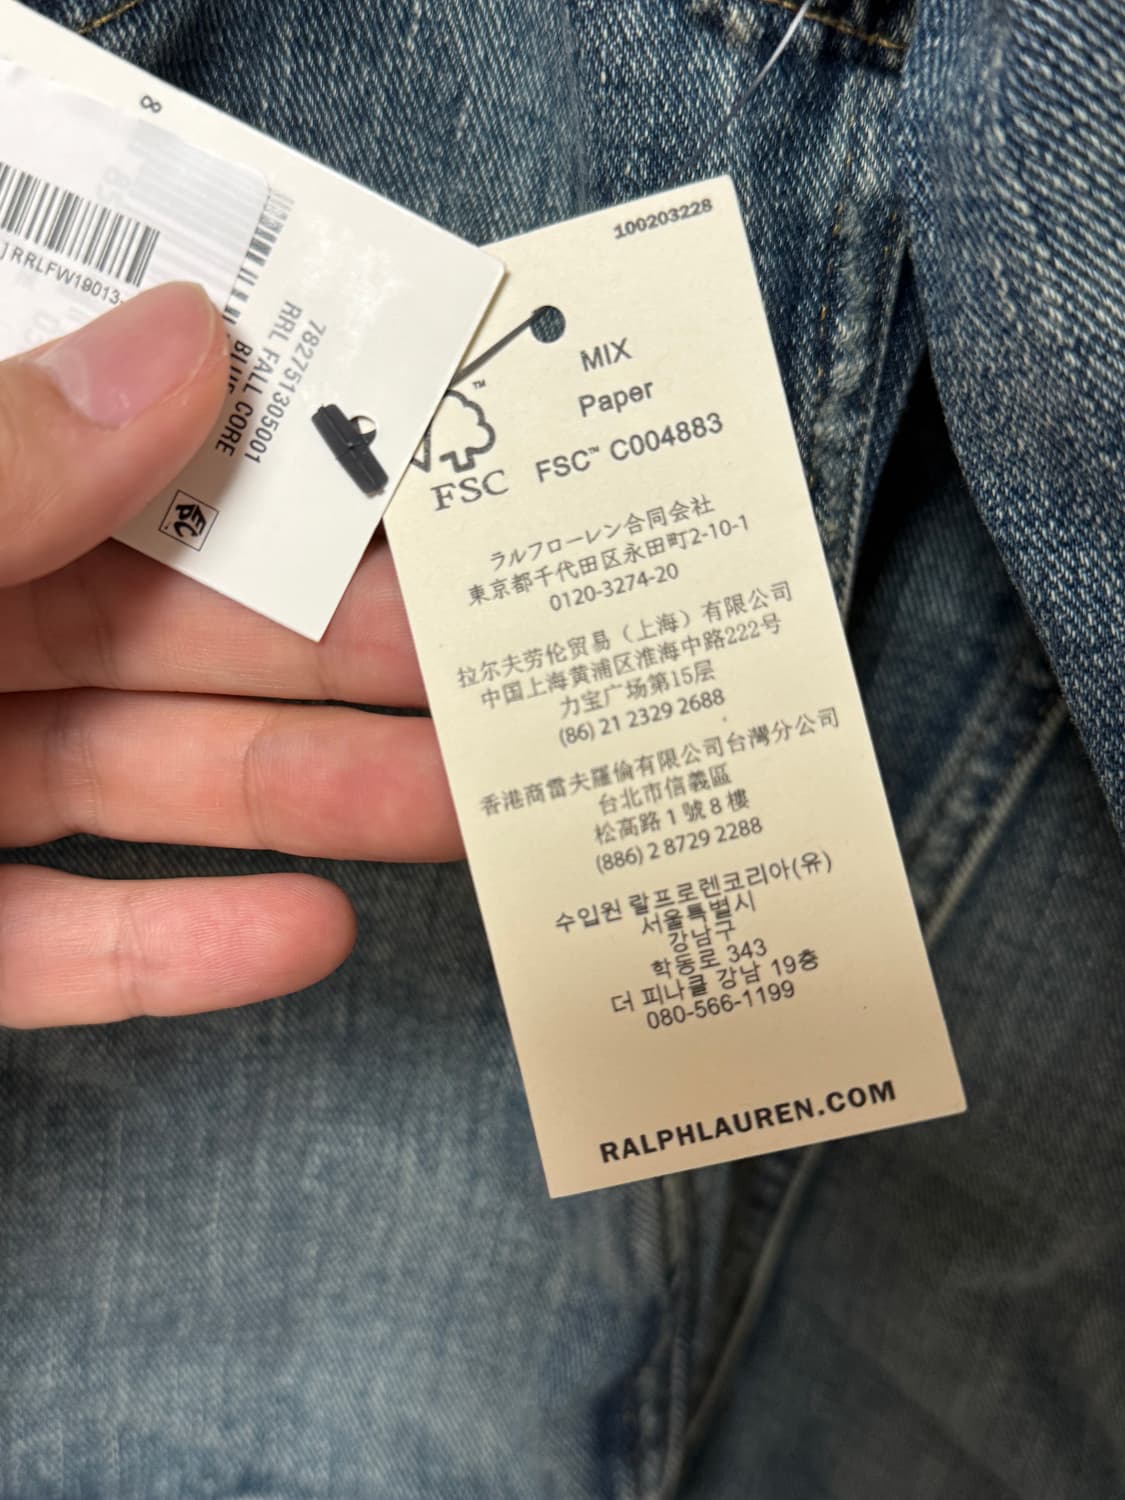 8
JRRLFW19013-
782751305001
RRL FALL CORE
100203228
MIX
Paper
FSC™ C004883
™
FSC
ラルフローレン合同会社
東京都千代田区永田町2-10-1
0120-3274-20
拉尔夫劳伦贸易（上海）有限公司
中国上海黄浦区淮海中路222号
力宝广场第15层
(86) 21 2329 2688
香港商雷夫羅倫有限公司台灣分公司
台北市信義區
松高路 1 號 8 樓
(886) 2 8729 2288
수입원 랄프로렌코리아(유)
서울특별시
강남구
학동로 343
더 피나클 강남 19층
080-566-1199
RALPHLAUREN.COM